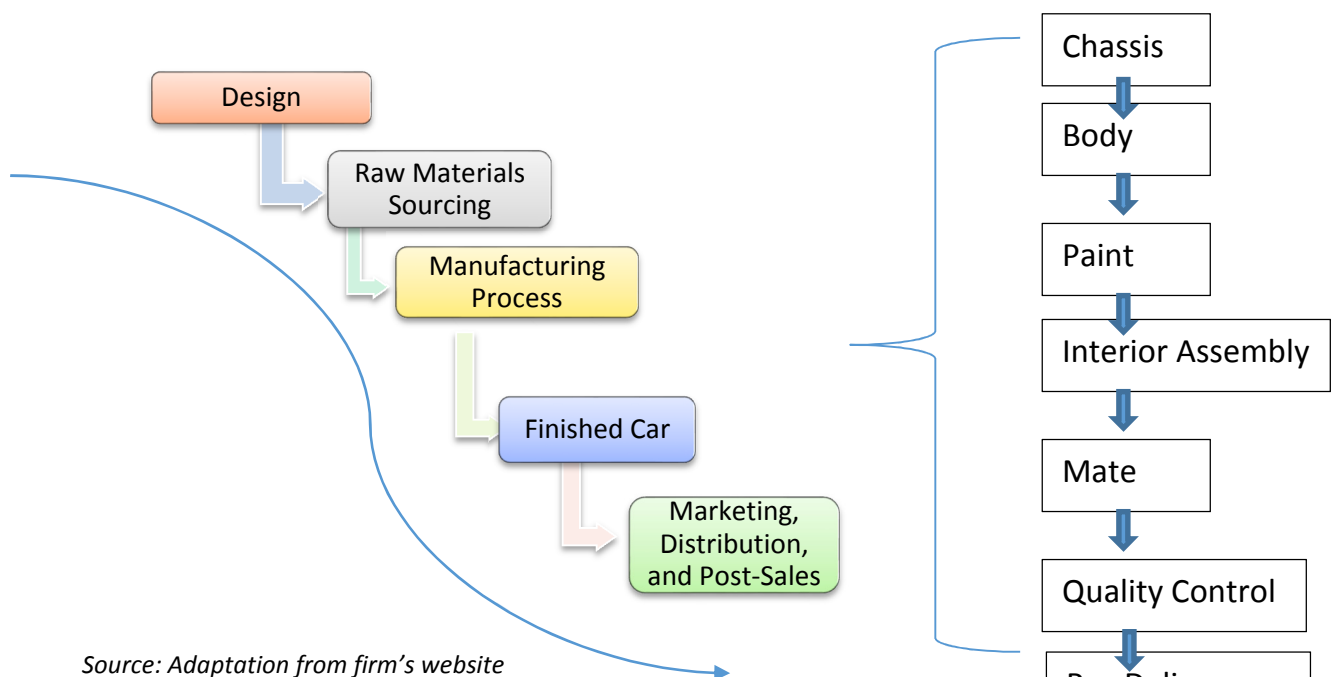 Design
Raw Materials
Sourcing
Manufacturing
Process
Finished Car
Marketing,
Distribution,
and Post-Sales
Source: Adaptation from firm's website
Chassis
Body
Paint
Interior Assembly
Mate
Quality Control